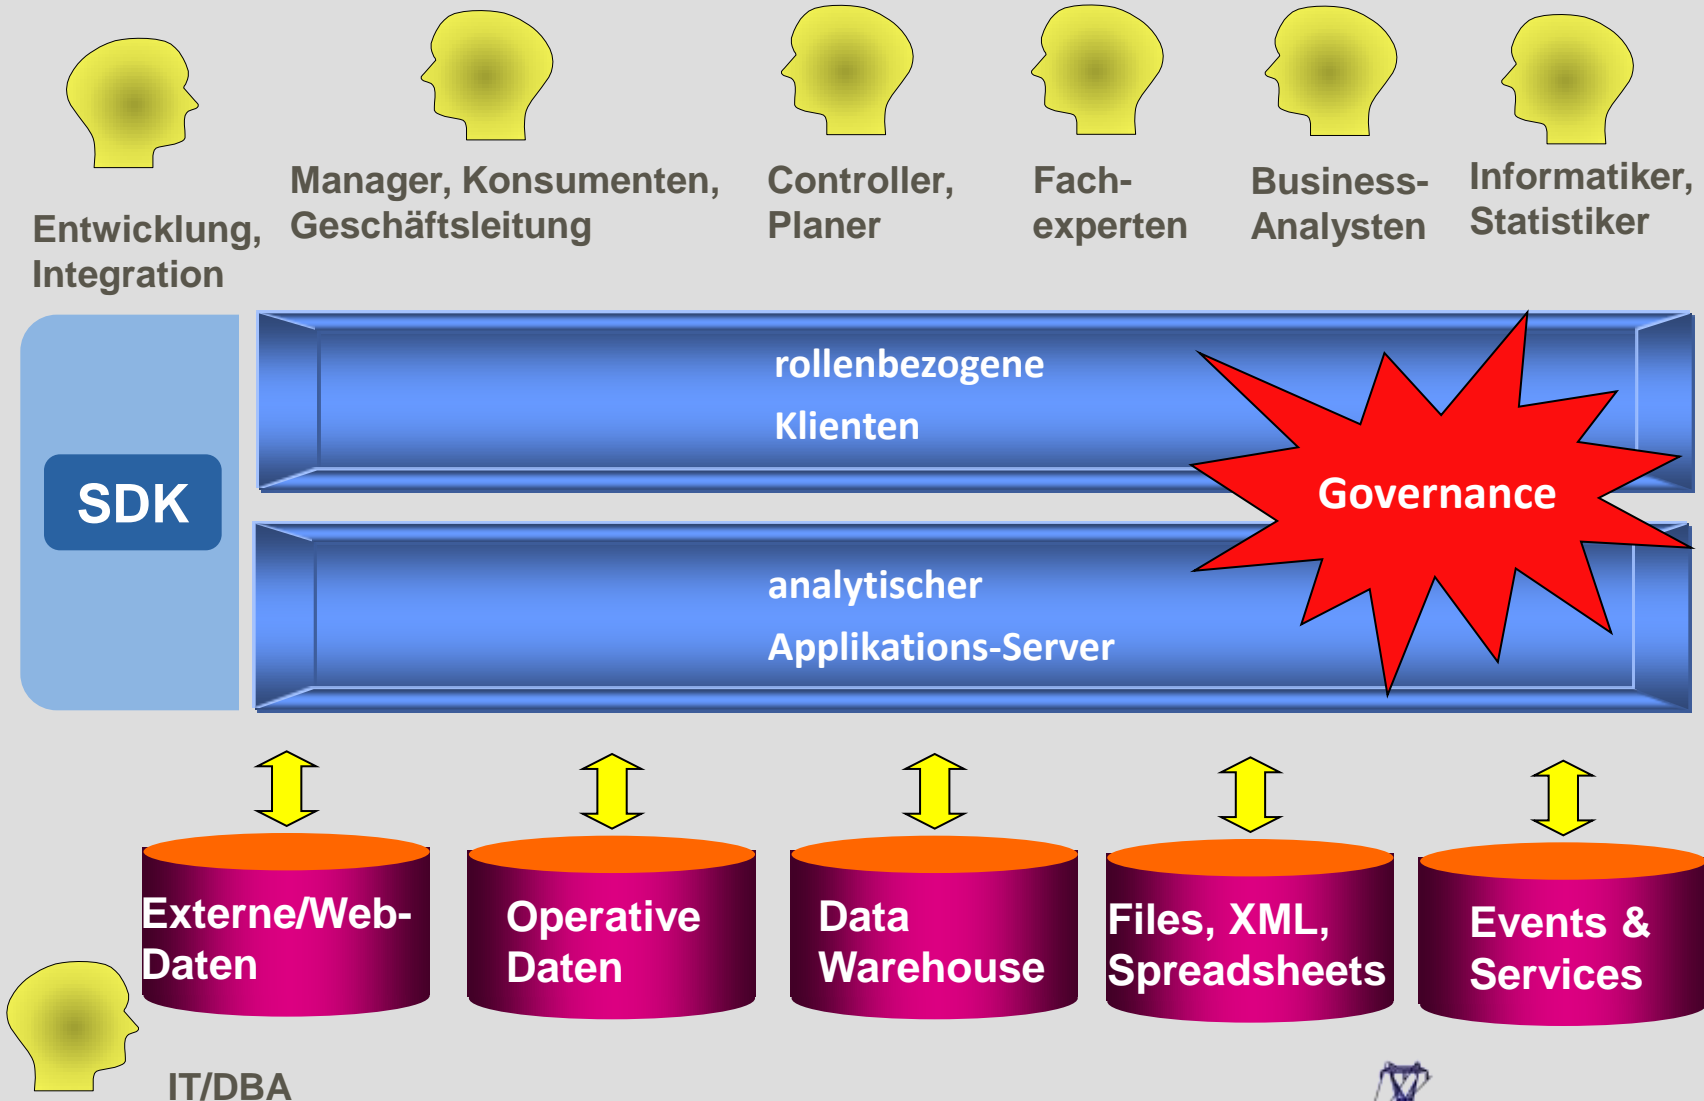 Entwicklung,
Integration
Manager, Konsumenten,
Geschäftsleitung
Controller,
Planer
Fach-
experten
Business-
Analysten
Informatiker,
Statistiker
SDK
rollenbezogene
Klienten
Governance
analytischer
Applikations-Server
Externe/Web-
Daten
Operative
Daten
Data
Warehouse
Files, XML,
Spreadsheets
Events &
Services
IT/DBA